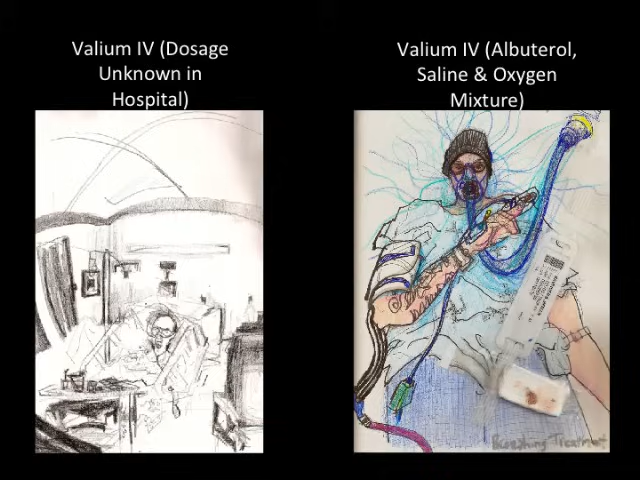 Valium IV (Dosage
Unknown in
Hospital)
Valium IV (Albuterol,
Saline & Oxygen
Mixture)
Breathing Treatment